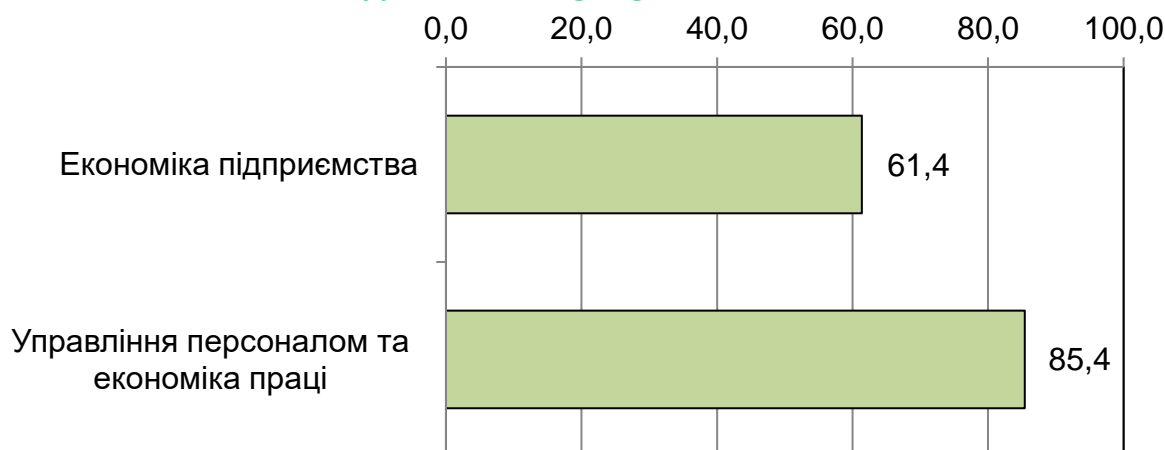 0,0 20,0 40,0 60,0 80,0 100,0
Економіка підприємства
61,4
Управління персоналом та
економіка праці
85,4